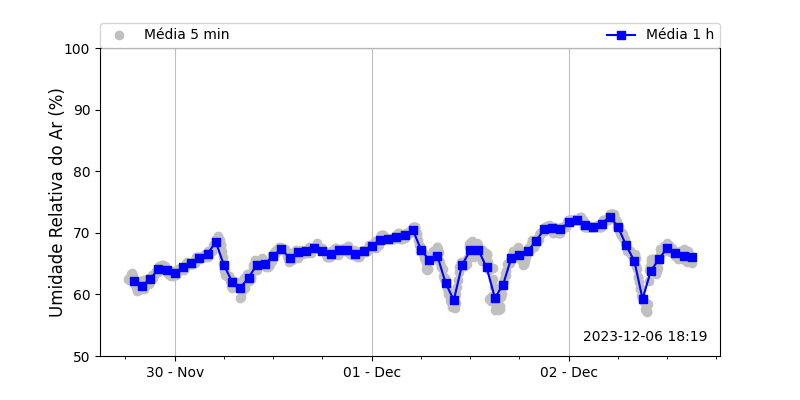 Média 5 min
Média 1 h
Umidade Relativa do Ar (%)
100
90
80
70
60
50
30 - Nov
01 - Dec
02 - Dec
2023-12-06 18:19